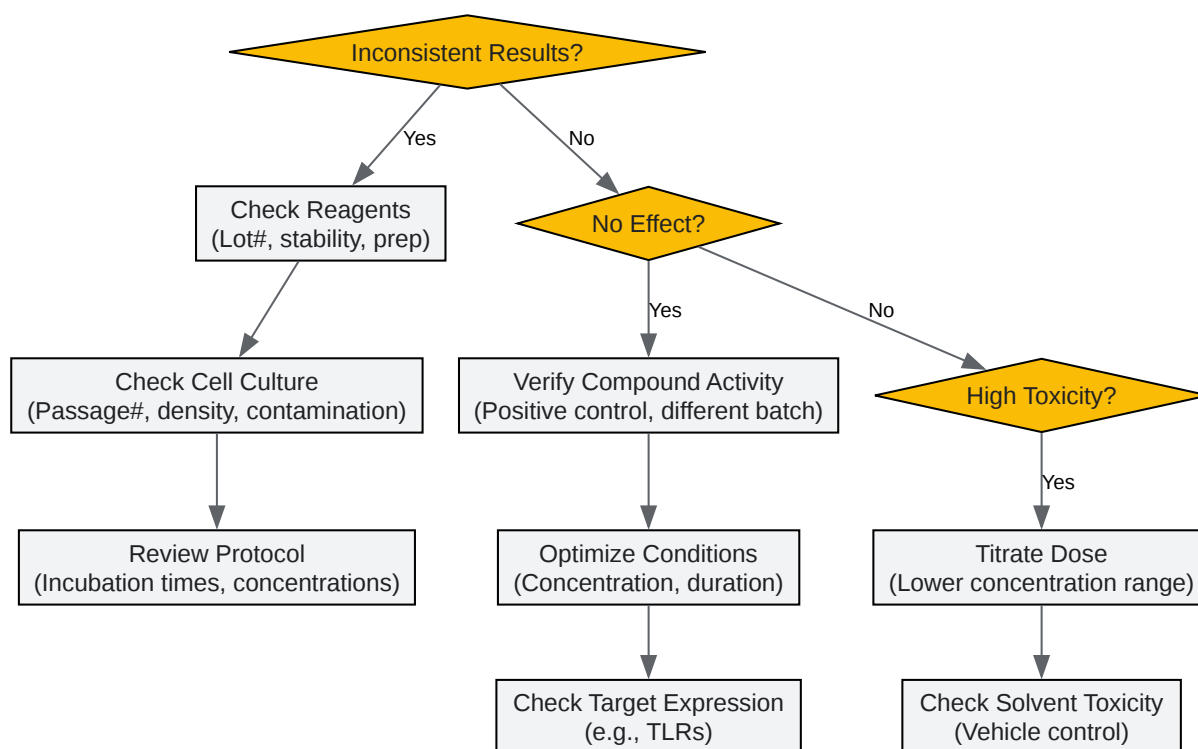 Inconsistent Results?
Yes
No
Check Reagents
(Lot#, stability, prep)
No Effect?
Yes
No
Check Cell Culture
(Passage#, density, contamination)
Verify Compound Activity
(Positive control, different batch)
High Toxicity?
Yes
Review Protocol
(Incubation times, concentrations)
Optimize Conditions
(Concentration, duration)
Titrate Dose
(Lower concentration range)
Check Target Expression
(e.g., TLRs)
Check Solvent Toxicity
(Vehicle control)